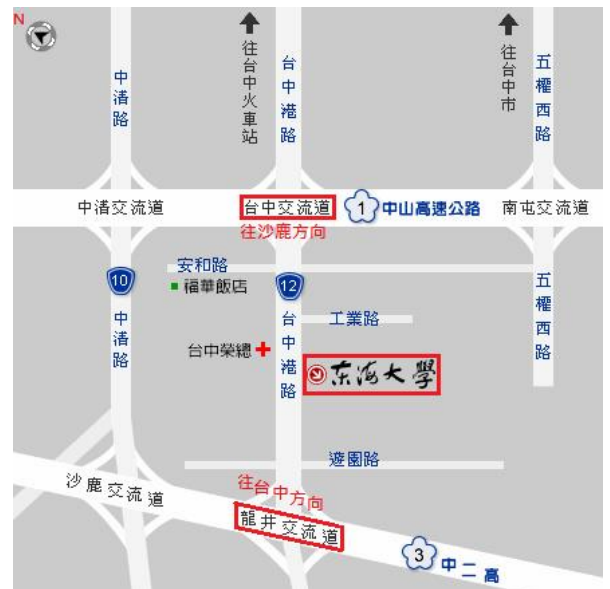 N
往台中火車站
往台中市
中清路
台中港路
五權西路
中清交流道
台中交流道
1
中山高速公路
南屯交流道
往沙鹿方向
安和路
福華飯店
10
12
五權西路
中清路
台中港路
工業路
台中榮總
东海大學
遊園路
沙鹿交流道
往台中方向
龍井交流道
3
中二高